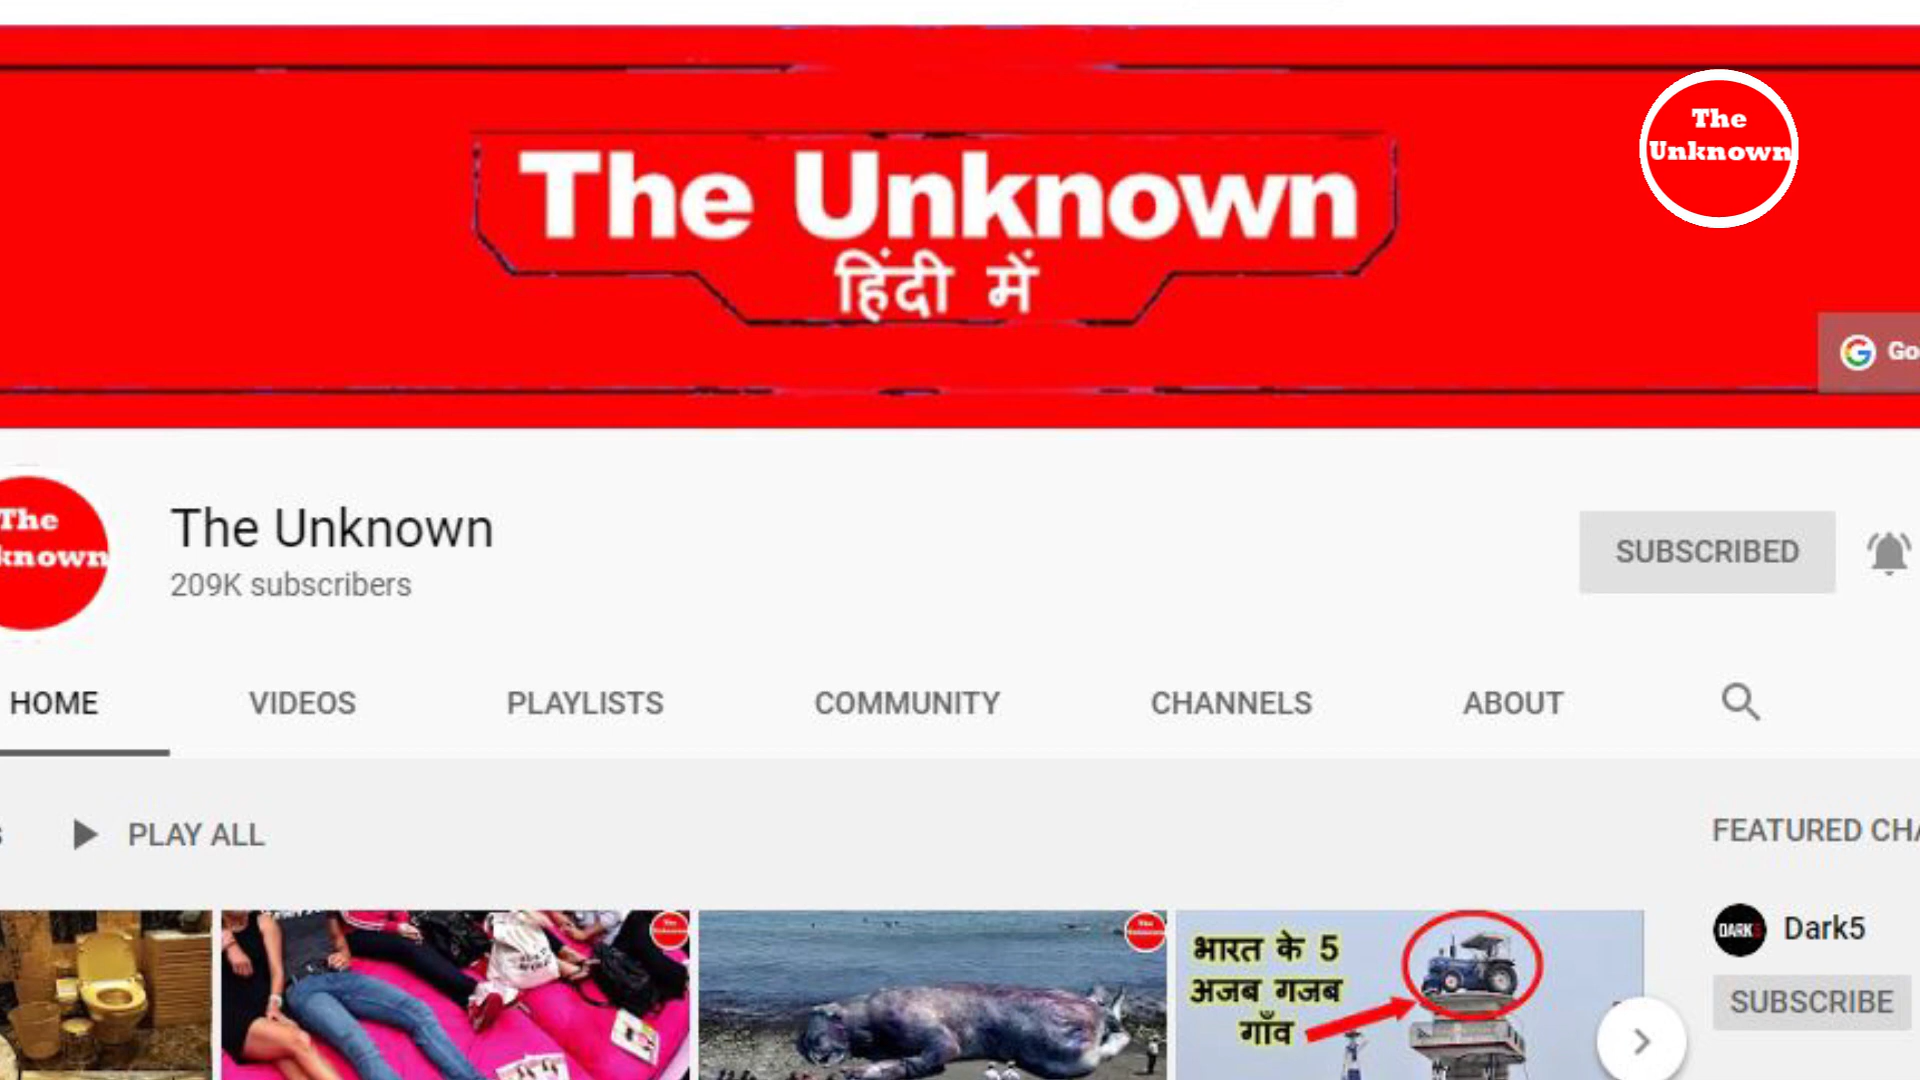 The Unknown
हिंदी में
The
Unknown
Go
The
known
The Unknown
209K subscribers
SUBSCRIBED
HOME
VIDEOS
PLAYLISTS
COMMUNITY
CHANNELS
ABOUT
PLAY ALL
FEATURED CHA
भारत के 5
अजब गजब
गाँव
DARK5
Dark5
SUBSCRIBE